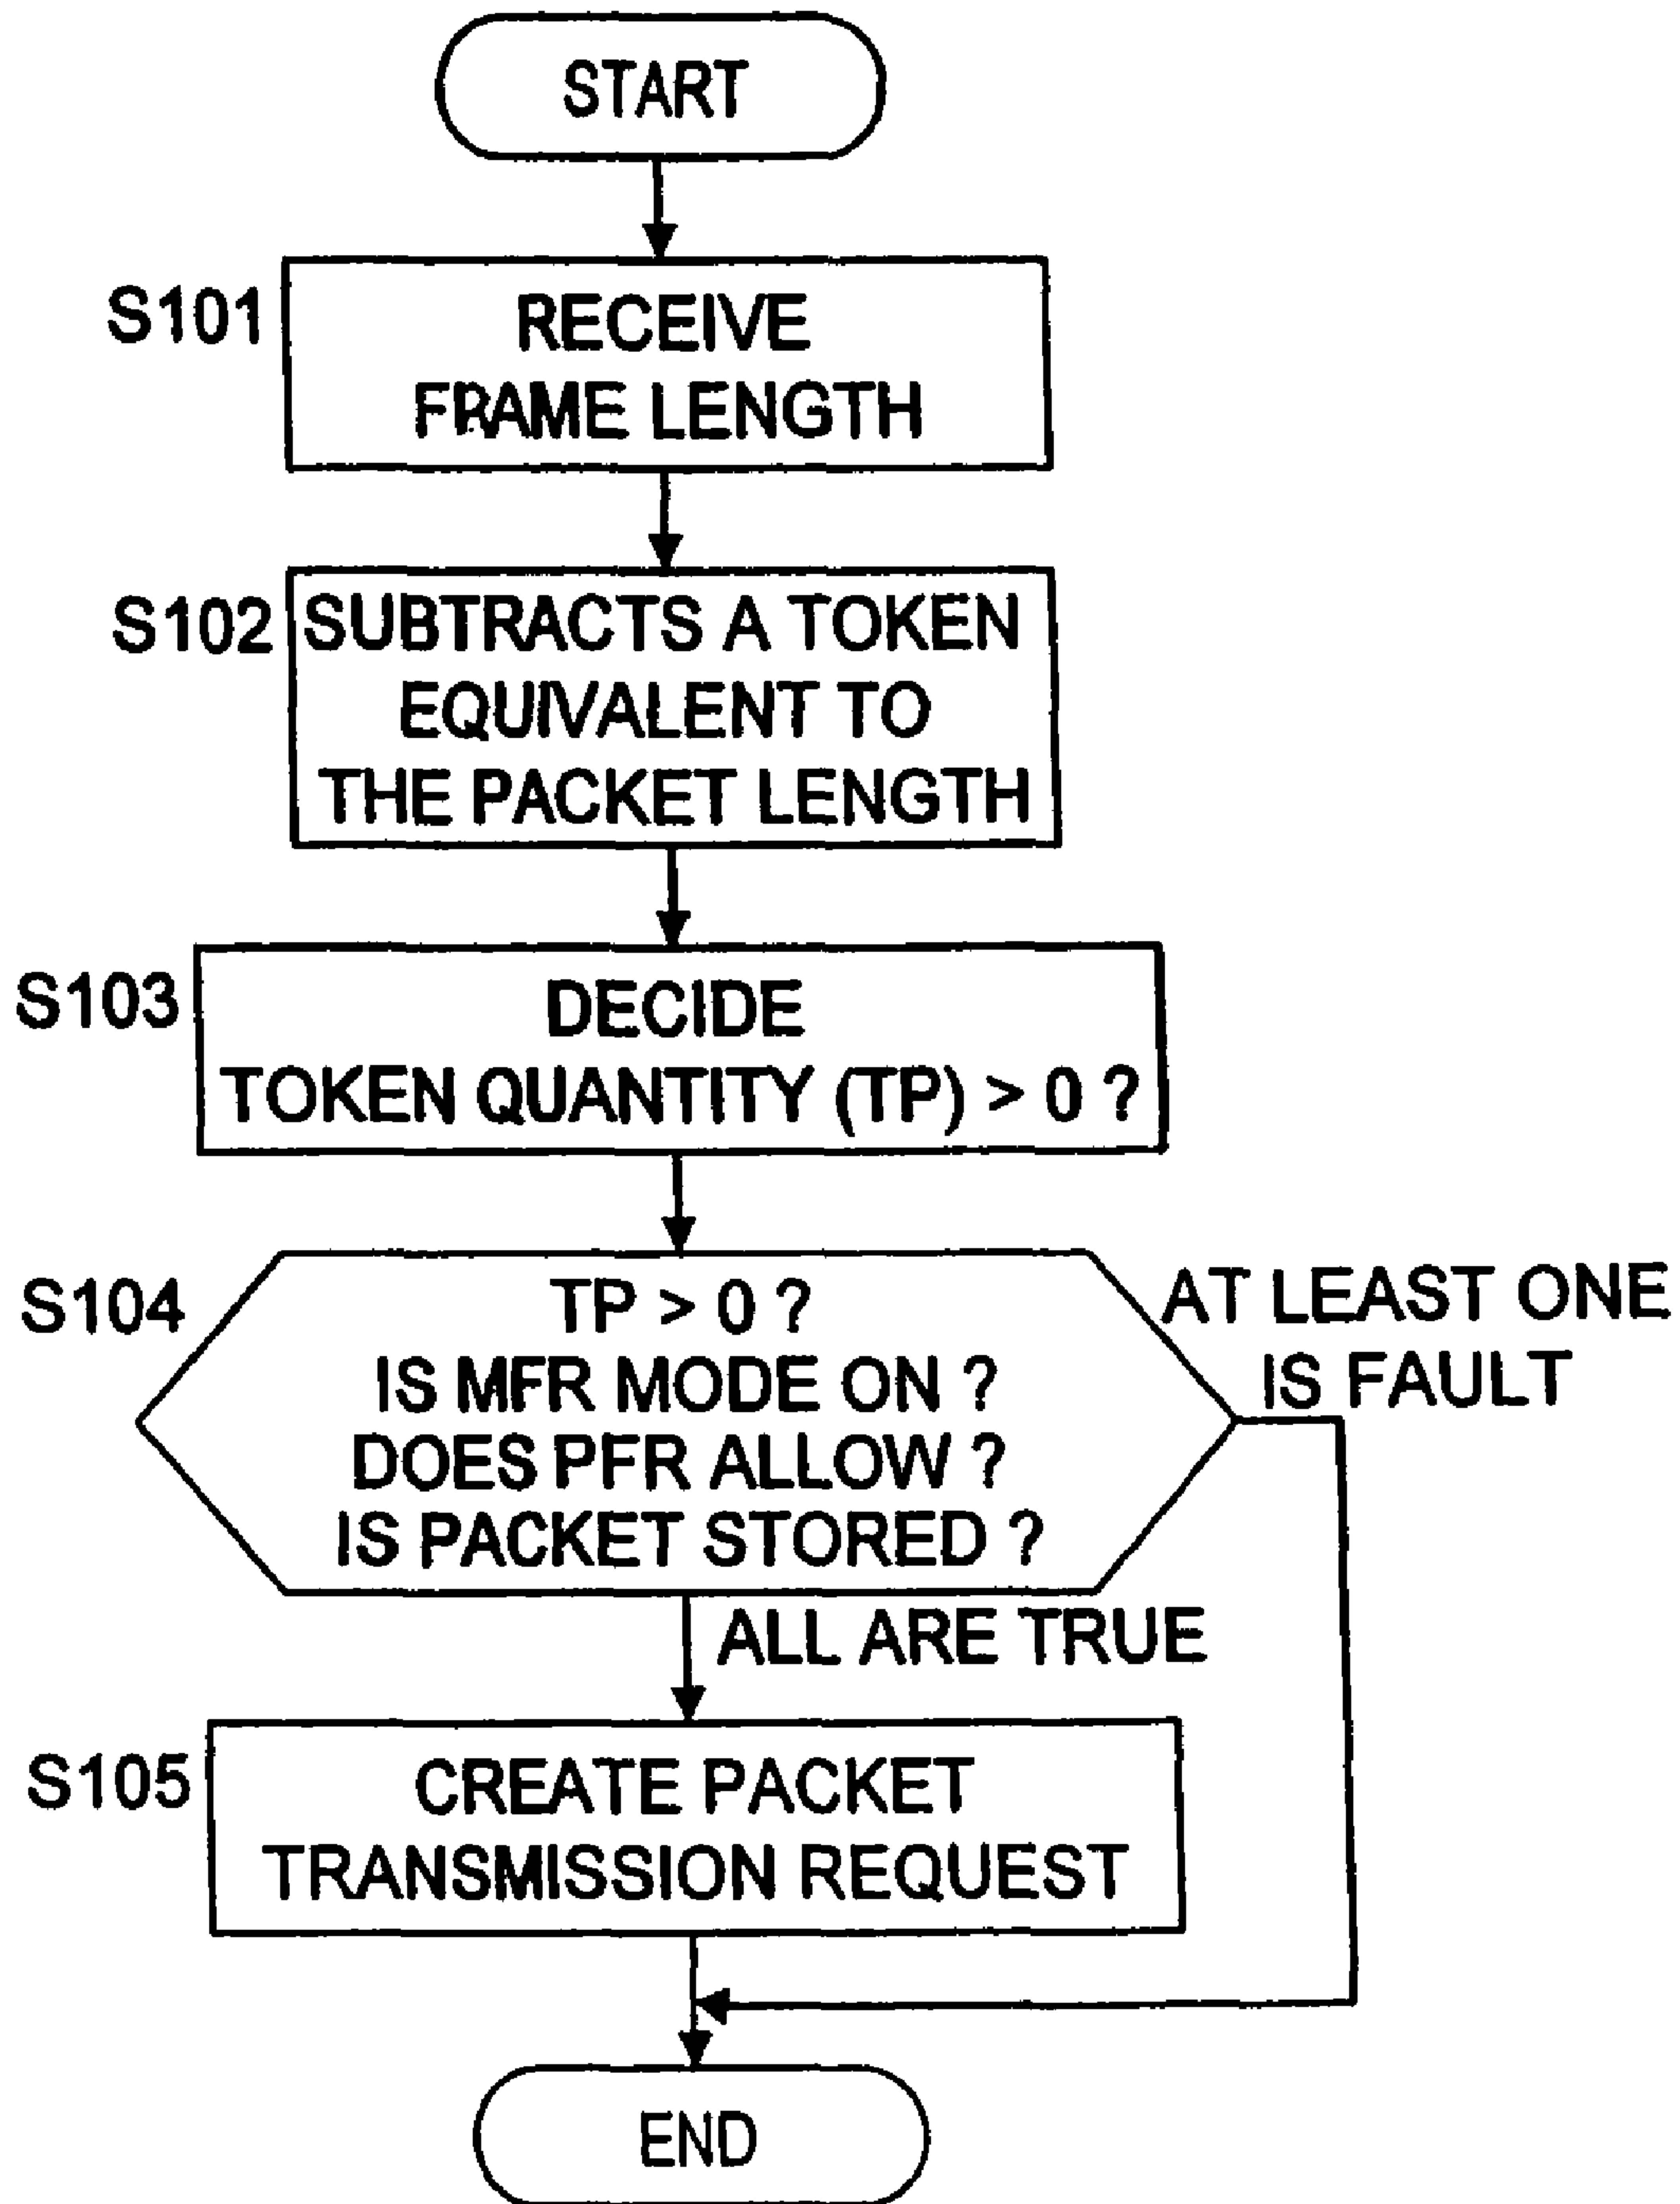 START
S101
RECEIVE
FRAME LENGTH
S102
SUBTRACTS A TOKEN
EQUIVALENT TO
THE PACKET LENGTH
S103
DECIDE
TOKEN QUANTITY (TP) > 0 ?
S104
TP > 0 ?
IS MFR MODE ON ?
DOES PFR ALLOW ?
IS PACKET STORED ?
AT LEAST ONE
IS FAULT
ALL ARE TRUE
S105
CREATE PACKET
TRANSMISSION REQUEST
END